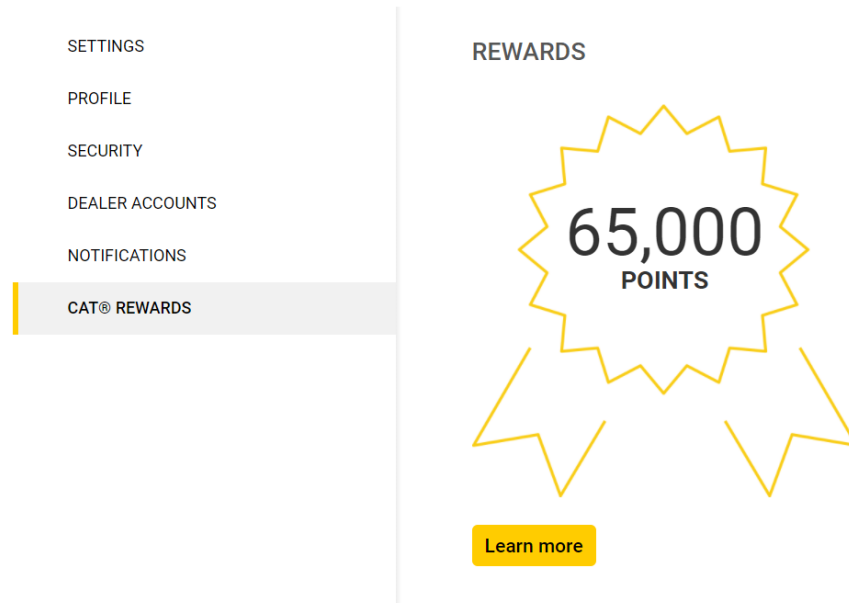 SETTINGS
PROFILE
SECURITY
DEALER ACCOUNTS
NOTIFICATIONS
CAT® REWARDS
REWARDS
65,000
POINTS
Learn more